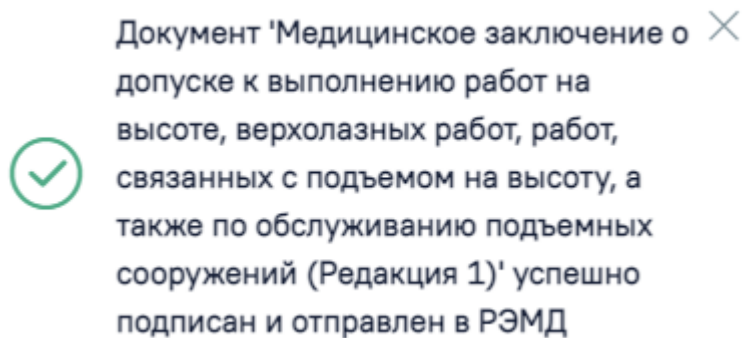 Документ 'Медицинское заключение о
допуске к выполнению работ на
высоте, верхолазных работ, работ,
связанных с подъемом на высоту, а
также по обслуживанию подъемных
сооружений (Редакция 1)' успешно
подписан и отправлен в РЭМД